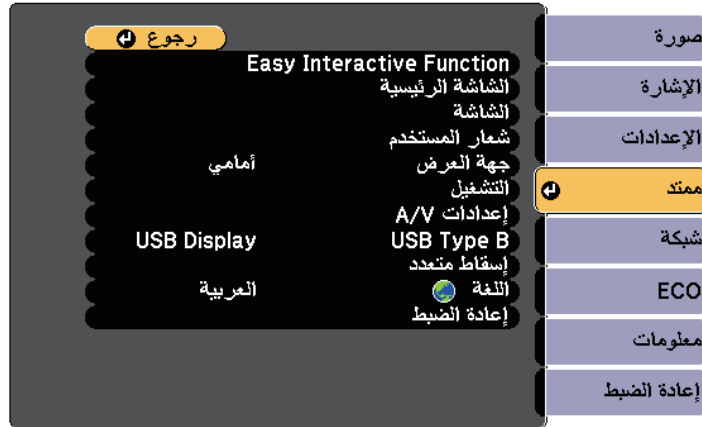 صورة
الإشارة
الإعدادات
ممتد
شبكة
ECO
معلومات
إعادة الضبط
رجوع
Easy Interactive Function
الشاشة الرئيسية
الشاشة
شعار المستخدم
جهة العرض أمامي
التشغيل
إعدادات A/V
USB Type B USB Display
إسقاط متعدد
اللغة العربية
إعادة الضبط